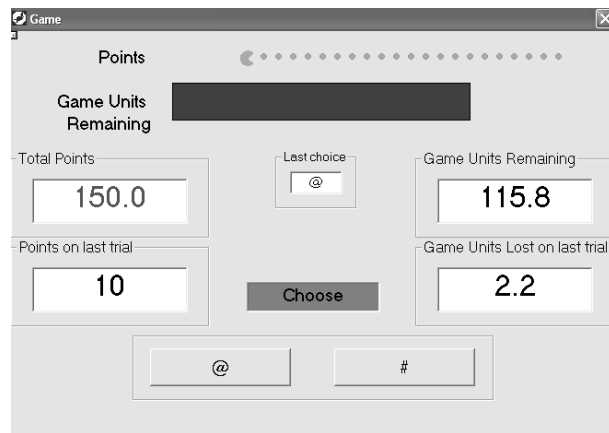 Game
Points
Game Units
Remaining
Total Points
150.0
Last choice
@
Game Units Remaining
115.8
Points on last trial
10
Choose
Game Units Lost on last trial
2.2
@
#